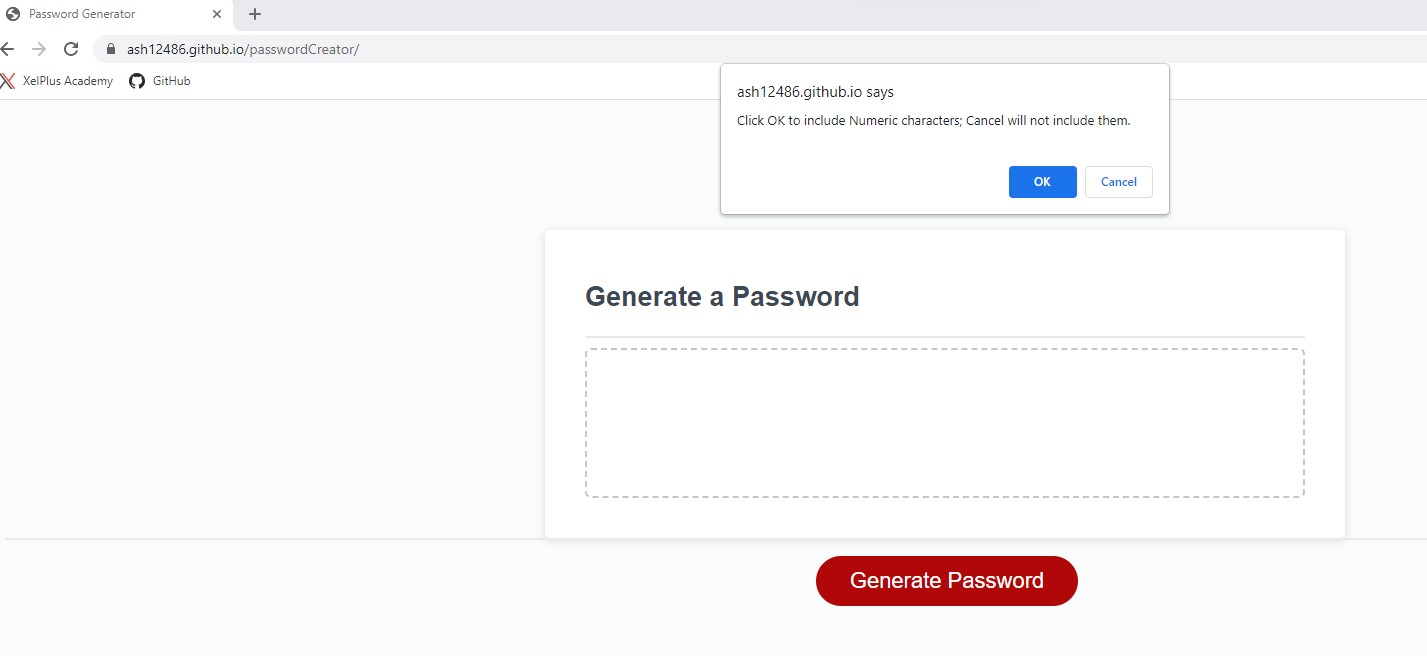 Password Generator
ash12486.github.io/passwordCreator/
XelPlus Academy GitHub
ash12486.github.io says
Click OK to include Numeric characters; Cancel will not include them.
OK Cancel
Generate a Password
Generate Password